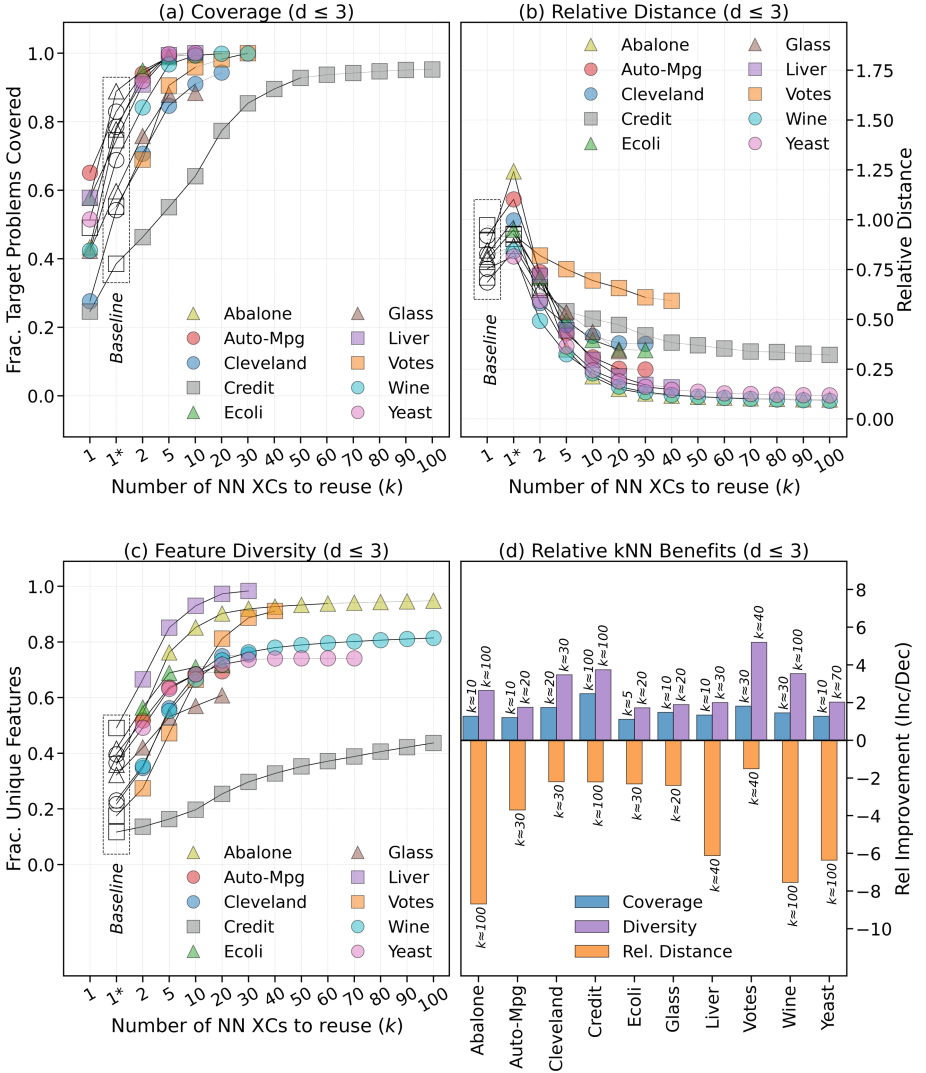 (a) Coverage (d ≤ 3)
Frac. Target Problems Covered
1.0
0.8
0.6
0.4
0.2
0.0
Baseline
Abalone
Auto-Mpg
Cleveland
Credit
Ecoli
Glass
Liver
Votes
Wine
Yeast
1 1* 2 5 10 20 30 40 50 60 70 80 90 100
Number of NN XCs to reuse (k)
(b) Relative Distance (d ≤ 3)
Abalone
Auto-Mpg
Cleveland
Credit
Ecoli
Glass
Liver
Votes
Wine
Yeast
Baseline
1.75
1.50
1.25
1.00
0.75
0.50
0.25
0.00
Relative Distance
1 1* 2 5 10 20 30 40 50 60 70 80 90 100
Number of NN XCs to reuse (k)
(c) Feature Diversity (d ≤ 3)
Frac. Unique Features
1.0
0.8
0.6
0.4
0.2
0.0
Baseline
Abalone
Auto-Mpg
Cleveland
Credit
Ecoli
Glass
Liver
Votes
Wine
Yeast
1 1* 2 5 10 20 30 40 50 60 70 80 90 100
Number of NN XCs to reuse (k)
(d) Relative kNN Benefits (d ≤ 3)
k≈10 k≈100
k≈10 k≈20
k≈20 k≈30
k≈100 k≈100
k≈5 k≈20
k≈10 k≈20
k≈10 k≈30
k≈30 k≈40
k≈30 k≈100
k≈10 k≈70
k≈100
k≈30
k≈30
k≈100
k≈30
k≈20
k≈40
k≈40
k≈100
k≈100
Coverage
Diversity
Rel. Distance
8
6
4
2
0
−2
−4
−6
−8
−10
Rel Improvement (Inc/Dec)
Abalone
Auto-Mpg
Cleveland
Credit
Ecoli
Glass
Liver
Votes
Wine
Yeast